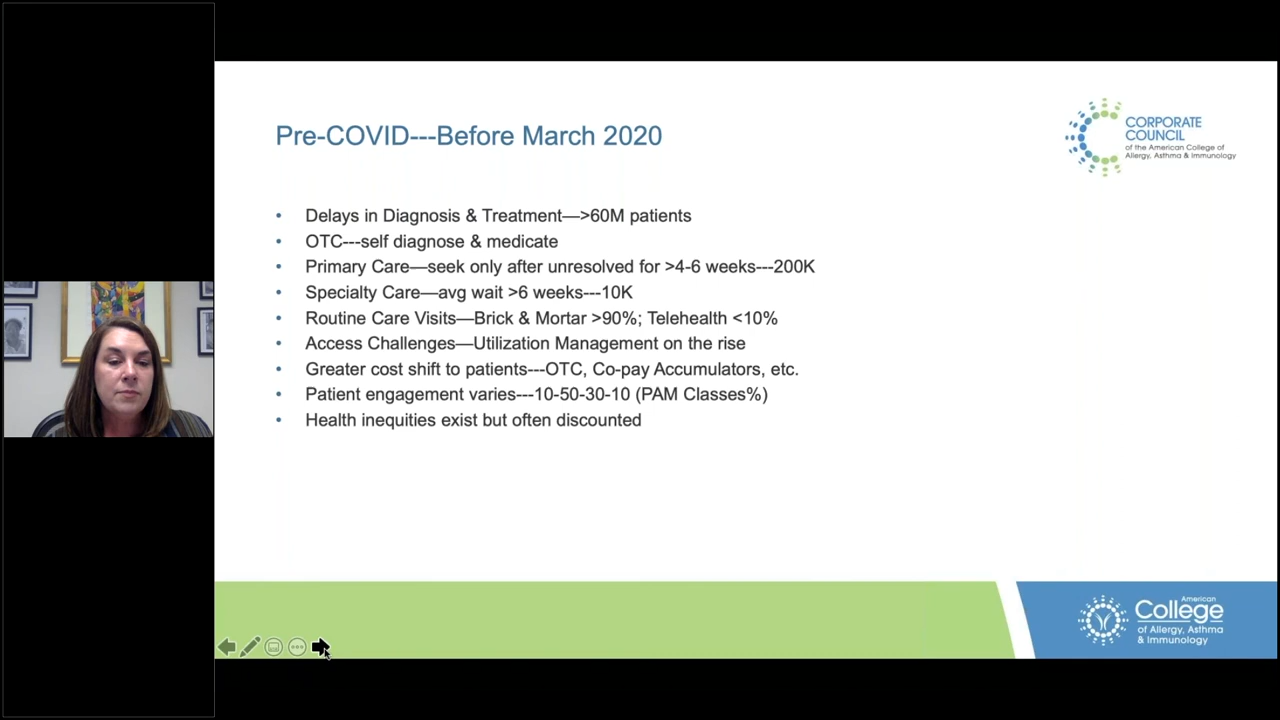 Pre-COVID---Before March 2020
CORPORATE
COUNCIL
of the American College of
Allergy, Asthma & Immunology
• Delays in Diagnosis & Treatment—>60M patients
• OTC---self diagnose & medicate
• Primary Care—seek only after unresolved for >4-6 weeks---200K
• Specialty Care—avg wait >6 weeks---10K
• Routine Care Visits—Brick & Mortar >90%; Telehealth <10%
• Access Challenges—Utilization Management on the rise
• Greater cost shift to patients---OTC, Co-pay Accumulators, etc.
• Patient engagement varies---10-50-30-10 (PAM Classes%)
• Health inequities exist but often discounted
American
College
of Allergy, Asthma
& Immunology